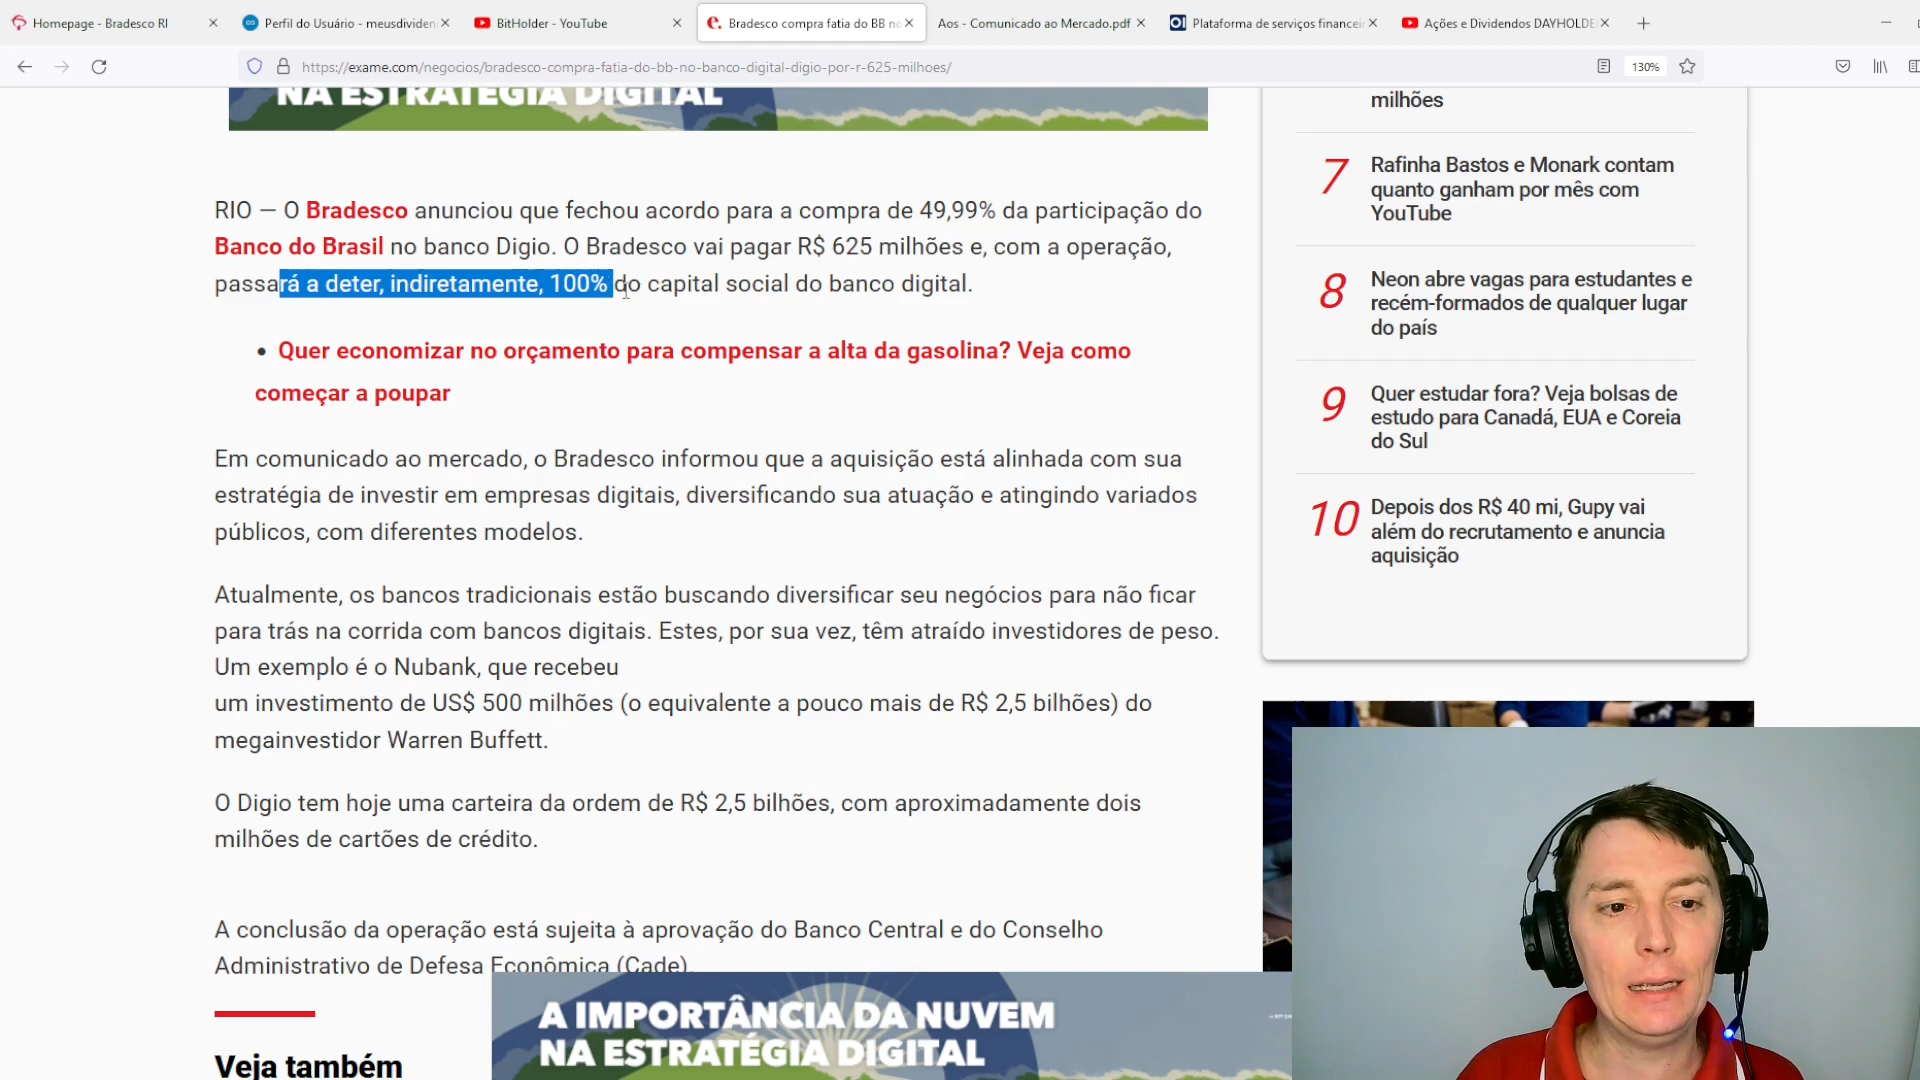 Homepage - Bradesco RI
Perfil do Usuário - meusdividen
BitHolder - YouTube
Bradesco compra fatia do BB no
Aos - Comunicado ao Mercado.pdf
Plataforma de serviços financei
Ações e Dividendos DAYHOLDE
https://exame.com/negocios/bradesco-compra-fatia-do-bb-no-banco-digital-digio-por-r-625-milhoes/
130%
NA ESTRATÉGIA DIGITAL
RIO — O Bradesco anunciou que fechou acordo para a compra de 49,99% da participação do
Banco do Brasil no banco Digio. O Bradesco vai pagar R$ 625 milhões e, com a operação,
passará a deter, indiretamente, 100% do capital social do banco digital.
• Quer economizar no orçamento para compensar a alta da gasolina? Veja como
começar a poupar
Em comunicado ao mercado, o Bradesco informou que a aquisição está alinhada com sua
estratégia de investir em empresas digitais, diversificando sua atuação e atingindo variados
públicos, com diferentes modelos.
Atualmente, os bancos tradicionais estão buscando diversificar seu negócios para não ficar
para trás na corrida com bancos digitais. Estes, por sua vez, têm atraído investidores de peso.
Um exemplo é o Nubank, que recebeu
um investimento de US$ 500 milhões (o equivalente a pouco mais de R$ 2,5 bilhões) do
megainvestidor Warren Buffett.
O Digio tem hoje uma carteira da ordem de R$ 2,5 bilhões, com aproximadamente dois
milhões de cartões de crédito.
A conclusão da operação está sujeita à aprovação do Banco Central e do Conselho
Administrativo de Defesa Econômica (Cade).
Veja também
A IMPORTÂNCIA DA NUVEM
NA ESTRATÉGIA DIGITAL
milhões
7
Rafinha Bastos e Monark contam
quanto ganham por mês com
YouTube
8
Neon abre vagas para estudantes e
recém-formados de qualquer lugar
do país
9
Quer estudar fora? Veja bolsas de
estudo para Canadá, EUA e Coreia
do Sul
10
Depois dos R$ 40 mi, Gupy vai
além do recrutamento e anuncia
aquisição